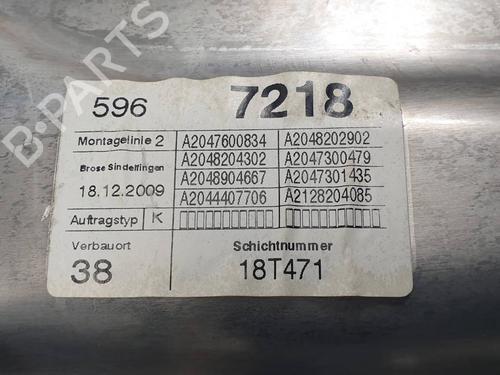 596 7218
Montagelinie 2 A2047600834 A2048202902
Brose Sindelfingen A2048204302 A2047300479
18.12.2009 A2048904667 A2047301435
A2044407706 A2128204085
Auftragstyp K
Verbauort Schichtnummer
38 18T471
B-PARTS